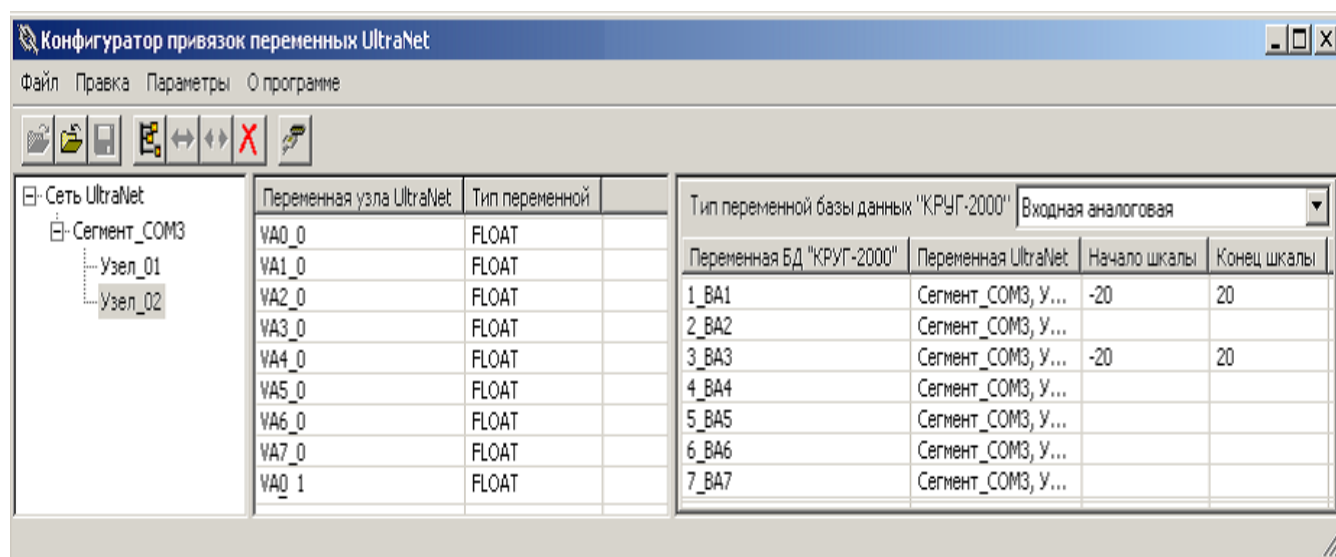 Конфигуратор привязок переменных UltraNet
Файл Правка Параметры О программе
Сеть UltraNet
Сегмент_COM3
Узел_01
Узел_02
Переменная узла UltraNet Тип переменной
VA0_0 FLOAT
VA1_0 FLOAT
VA2_0 FLOAT
VA3_0 FLOAT
VA4_0 FLOAT
VA5_0 FLOAT
VA6_0 FLOAT
VA7_0 FLOAT
VA0_1 FLOAT
Тип переменной базы данных "КРУГ-2000" Входная аналоговая
Переменная БД "КРУГ-2000" Переменная UltraNet Начало шкалы Конец шкалы
1_ВА1 Сегмент_COM3, У... -20 20
2_ВА2 Сегмент_COM3, У...
3_ВА3 Сегмент_COM3, У... -20 20
4_ВА4 Сегмент_COM3, У...
5_ВА5 Сегмент_COM3, У...
6_ВА6 Сегмент_COM3, У...
7_ВА7 Сегмент_COM3, У...